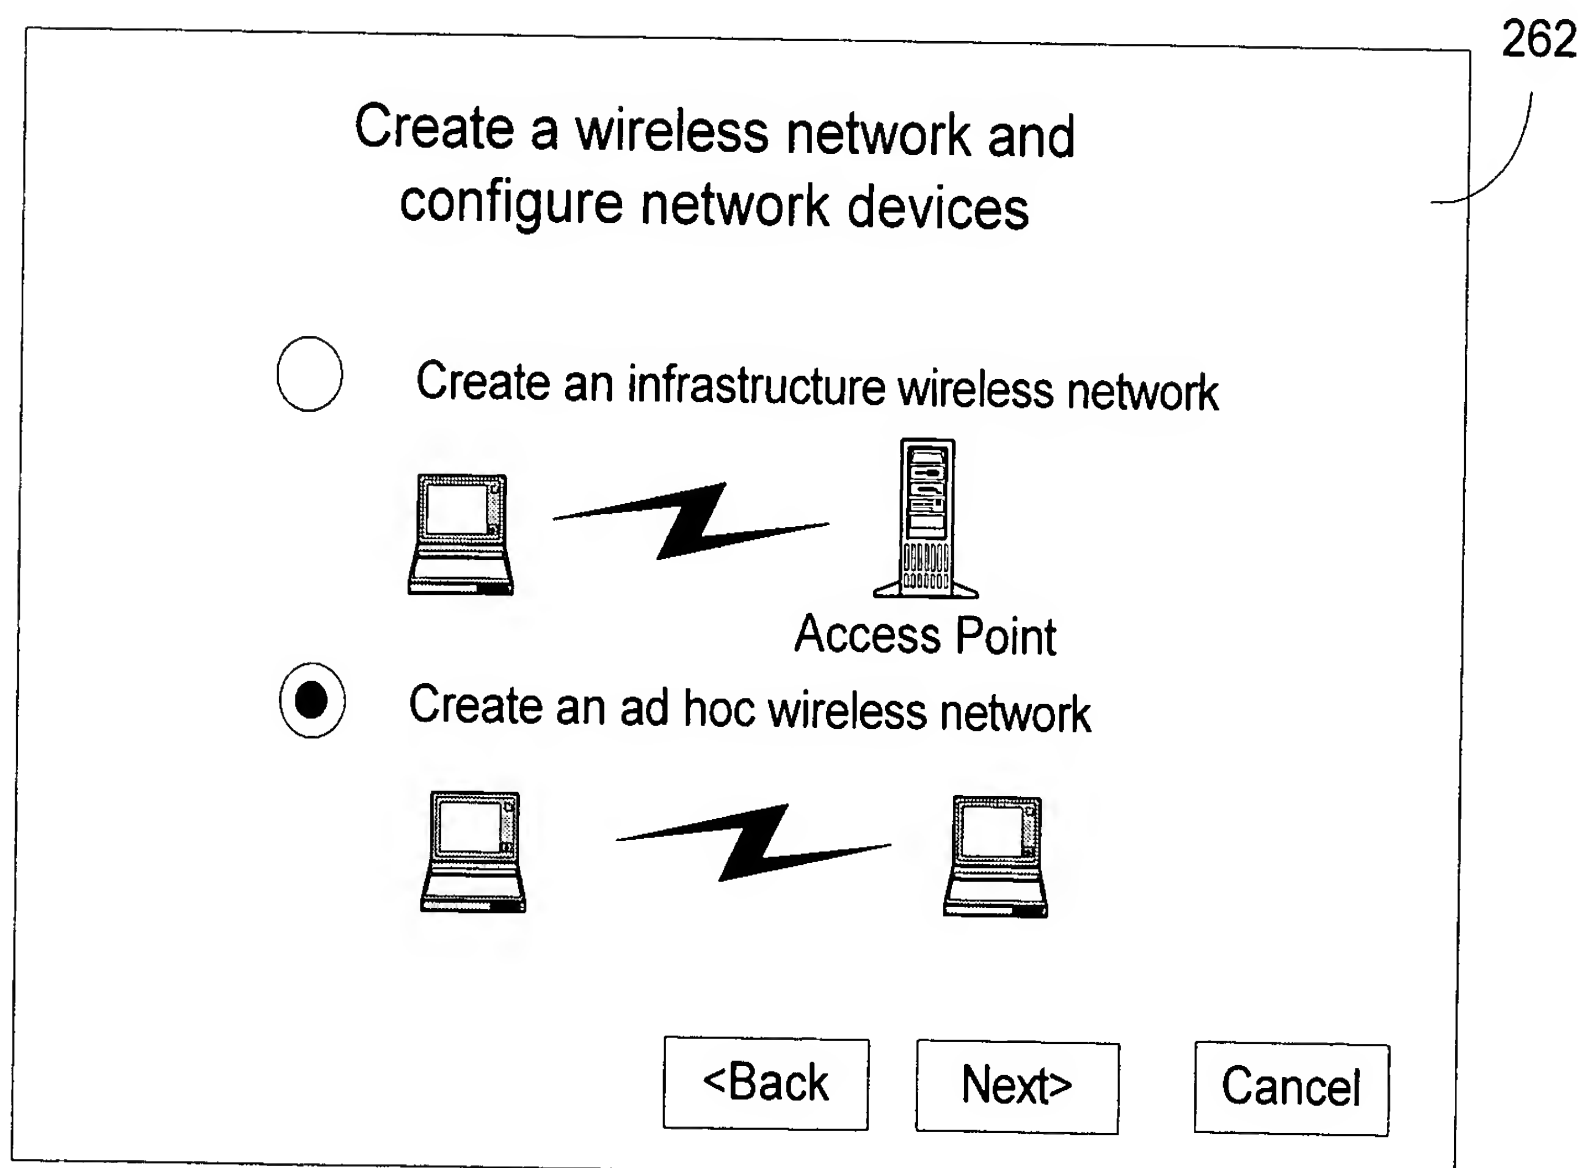 262
Create a wireless network and
configure network devices
Create an infrastructure wireless network
Access Point
Create an ad hoc wireless network
<Back
Next>
Cancel